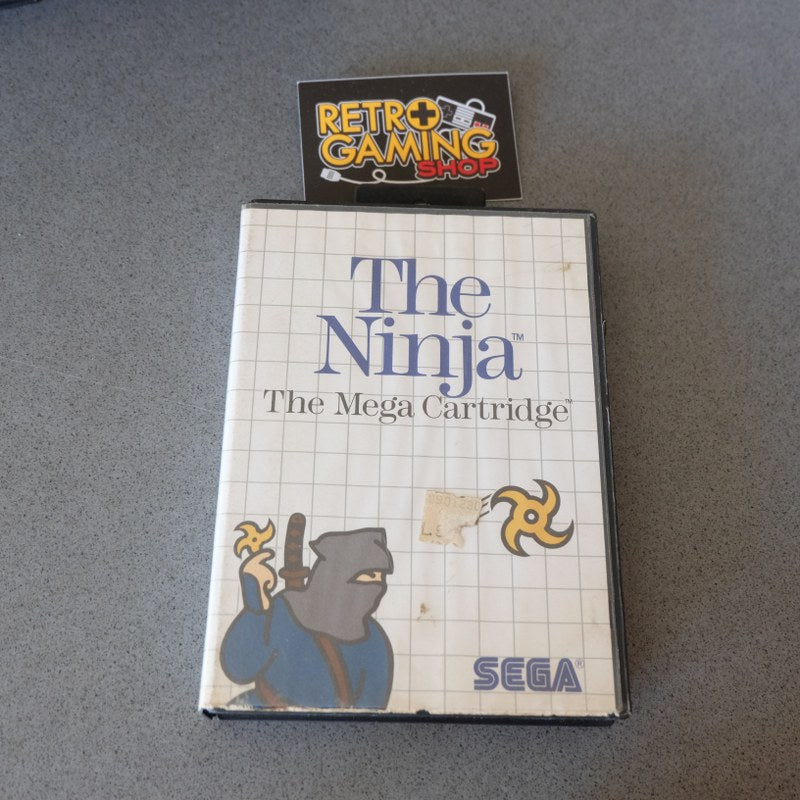 RETRO
GAMING
SHOP
The
Ninja™
The Mega Cartridge™
SEGA®